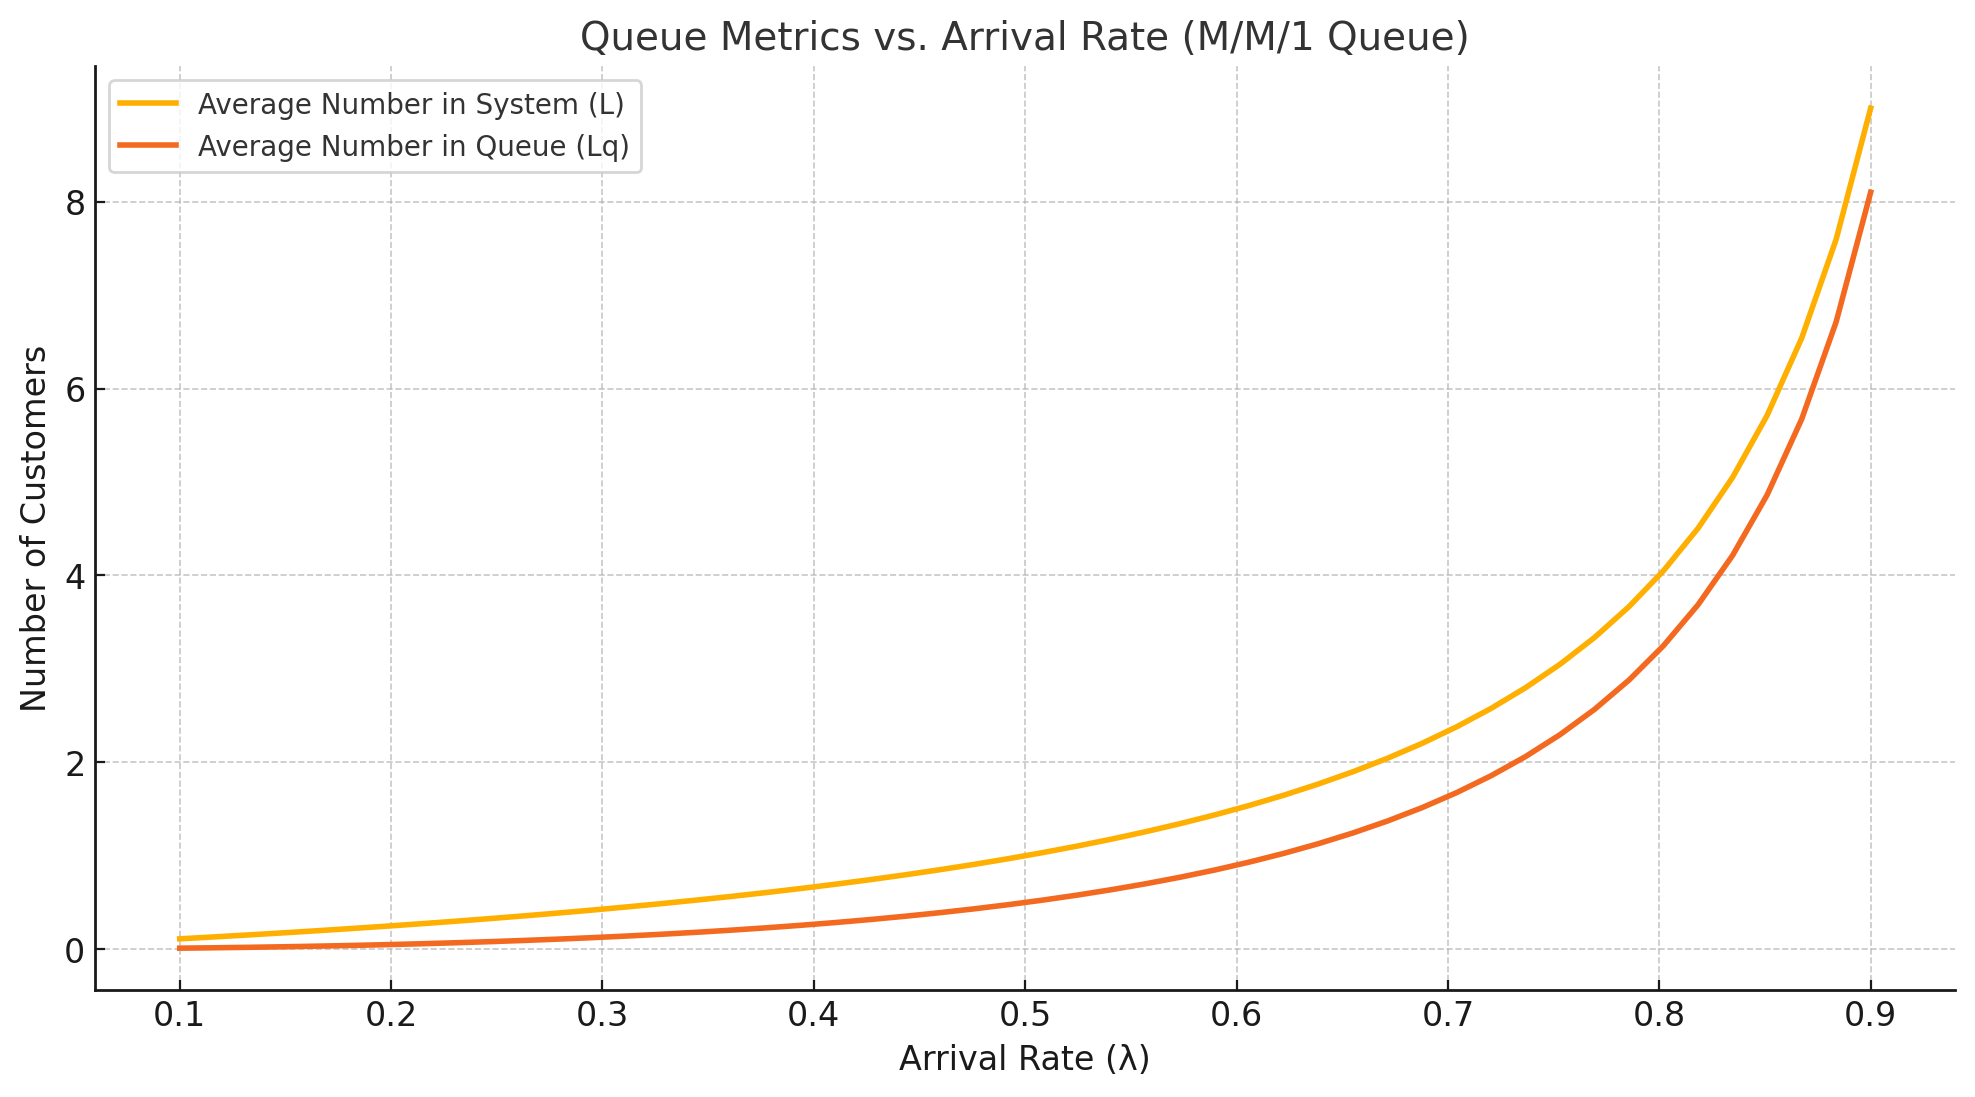 Queue Metrics vs. Arrival Rate (M/M/1 Queue)
Average Number in System (L)
Average Number in Queue (Lq)
Number of Customers
8
6
4
2
0
0.1 0.2 0.3 0.4 0.5 0.6 0.7 0.8 0.9
Arrival Rate (λ)